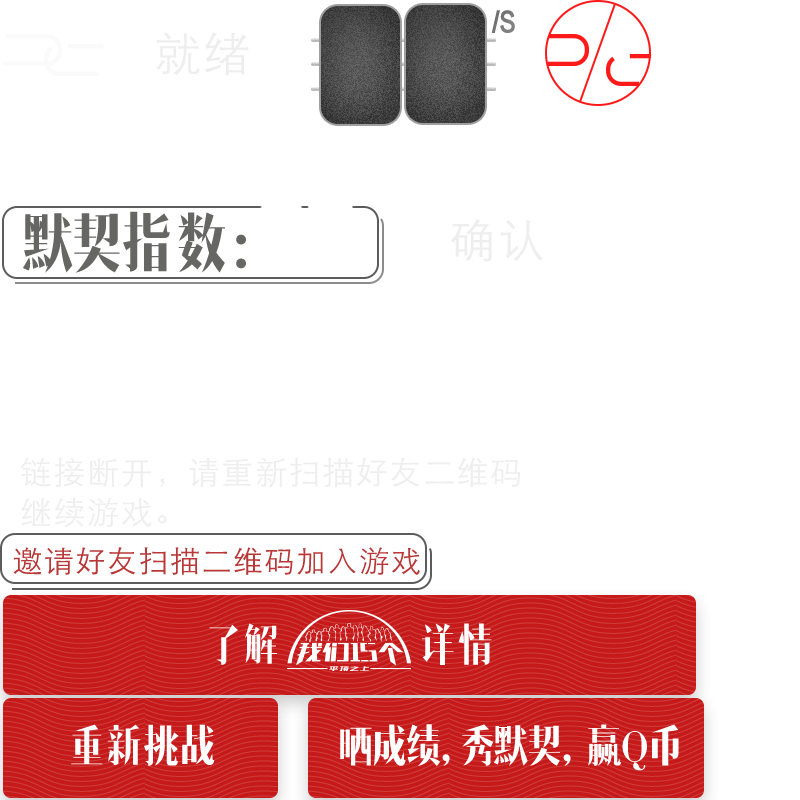 就绪
/S
默契指数：
确认
链接断开，请重新扫描好友二维码
继续游戏。
邀请好友扫描二维码加入游戏
了解 我们15个 平顶之上 详情
重新挑战
晒成绩，秀默契，赢Q币